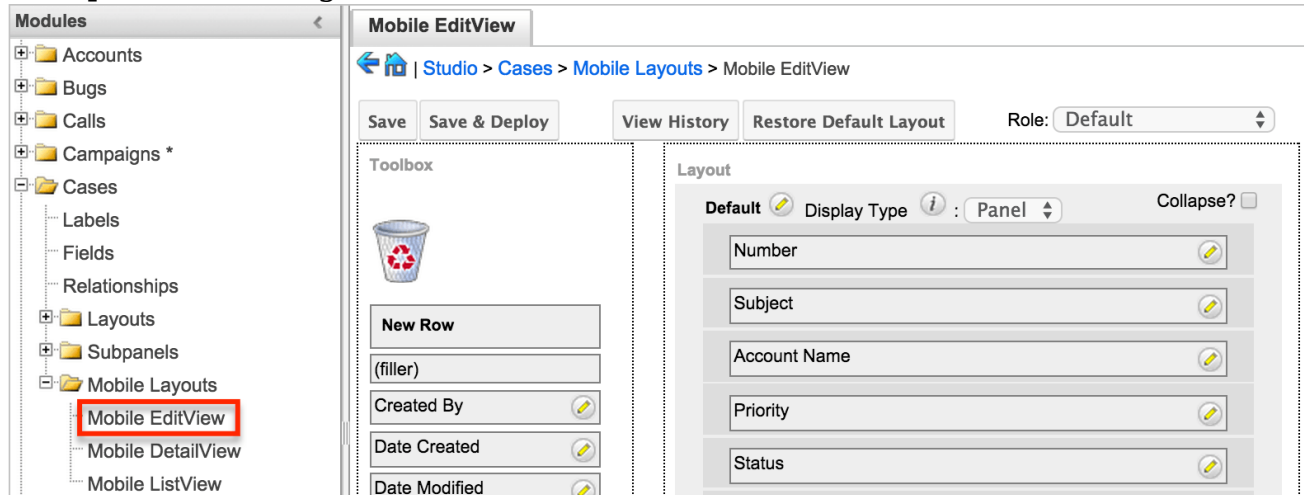 Modules <
Accounts
Bugs
Calls
Campaigns *
Cases
Labels
Fields
Relationships
Layouts
Subpanels
Mobile Layouts
Mobile EditView
Mobile DetailView
Mobile ListView
Mobile EditView
| Studio > Cases > Mobile Layouts > Mobile EditView
Save Save & Deploy View History Restore Default Layout Role: Default
Toolbox
New Row
(filler)
Created By
Date Created
Date Modified
Layout
Default Display Type i : Panel Collapse?
Number
Subject
Account Name
Priority
Status